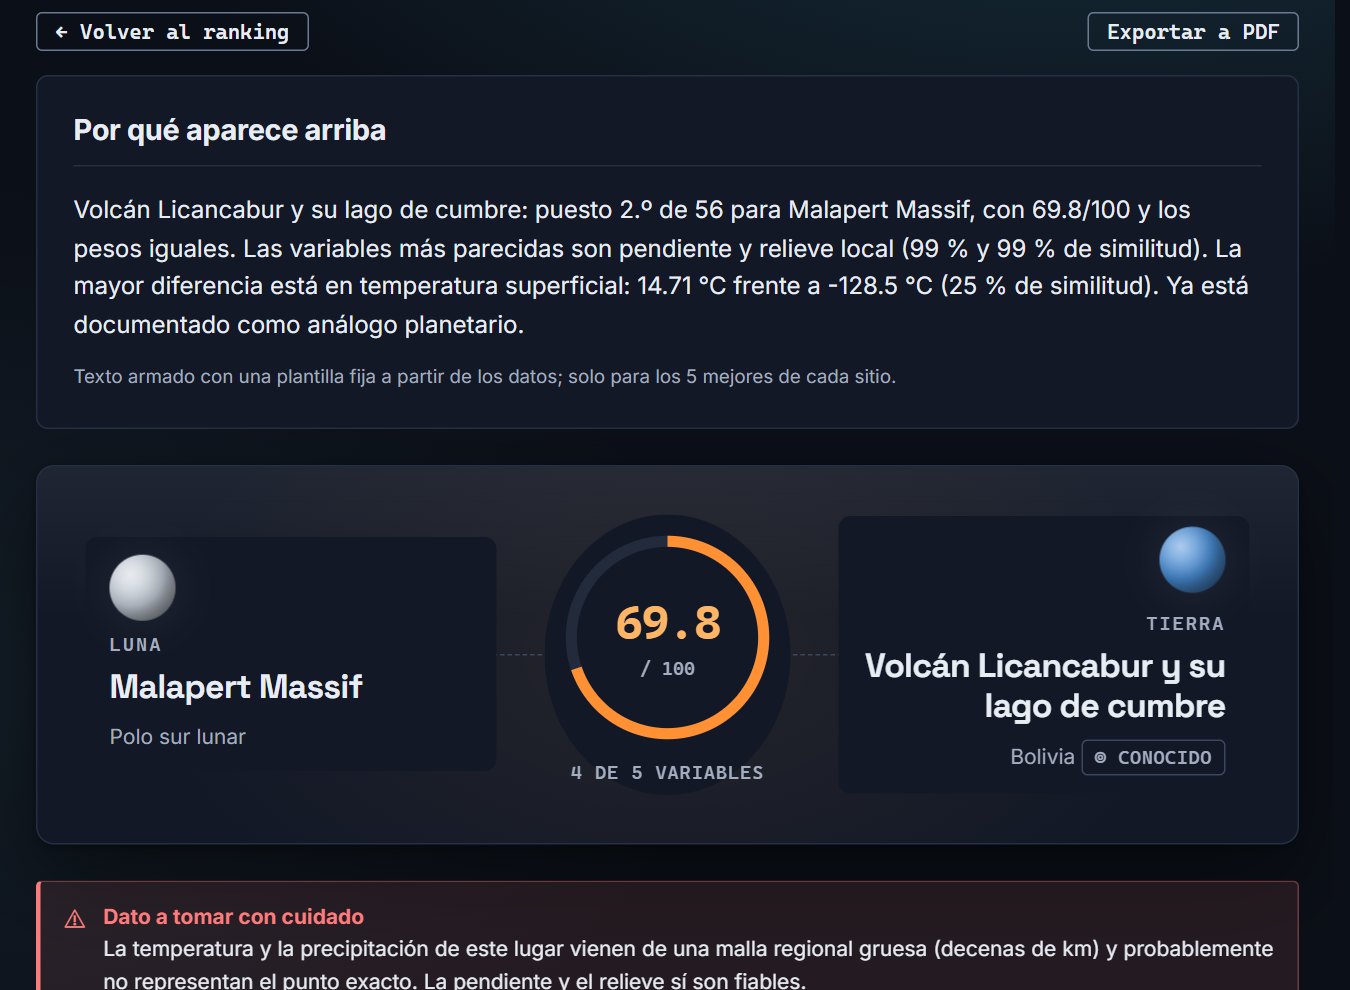 ← Volver al ranking
Exportar a PDF
Por qué aparece arriba
Volcán Licancabur y su lago de cumbre: puesto 2.º de 56 para Malapert Massif, con 69.8/100 y los
pesos iguales. Las variables más parecidas son pendiente y relieve local (99 % y 99 % de similitud). La
mayor diferencia está en temperatura superficial: 14.71 °C frente a -128.5 °C (25 % de similitud). Ya está
documentado como análogo planetario.
Texto armado con una plantilla fija a partir de los datos; solo para los 5 mejores de cada sitio.
LUNA
Malapert Massif
Polo sur lunar
69.8
/ 100
4 DE 5 VARIABLES
TIERRA
Volcán Licancabur y su
lago de cumbre
Bolivia ◎ CONOCIDO
⚠ Dato a tomar con cuidado
La temperatura y la precipitación de este lugar vienen de una malla regional gruesa (decenas de km) y probablemente
no representan el punto exacto. La pendiente y el relieve sí son fiables.